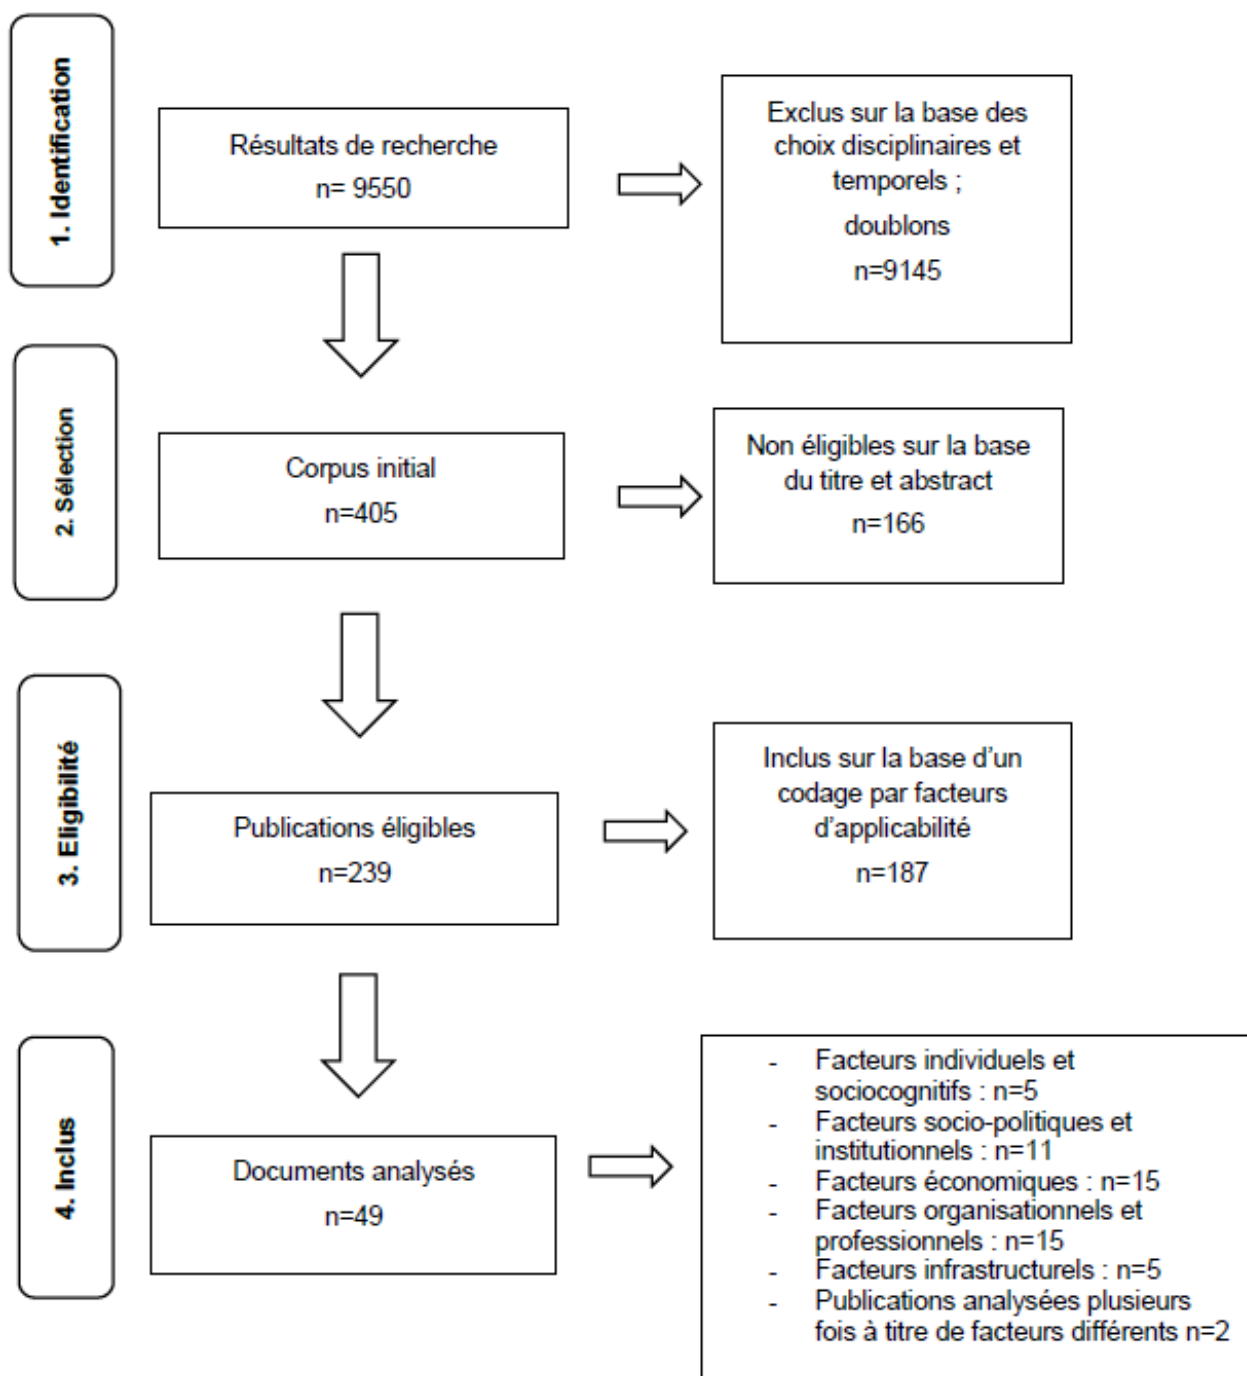 1. Identification
Résultats de recherche
n= 9550
Exclus sur la base des
choix disciplinaires et
temporels ;
doublons
n=9145
2. Sélection
Corpus initial
n=405
Non éligibles sur la base
du titre et abstract
n=166
3. Eligibilité
Publications éligibles
n=239
Inclus sur la base d'un
codage par facteurs
d'applicabilité
n=187
4. Inclus
Documents analysés
n=49
- Facteurs individuels et
sociocognitifs : n=5
- Facteurs socio-politiques et
institutionnels : n=11
- Facteurs économiques : n=15
- Facteurs organisationnels et
professionnels : n=15
- Facteurs infrastructurels : n=5
- Publications analysées plusieurs
fois à titre de facteurs différents n=2